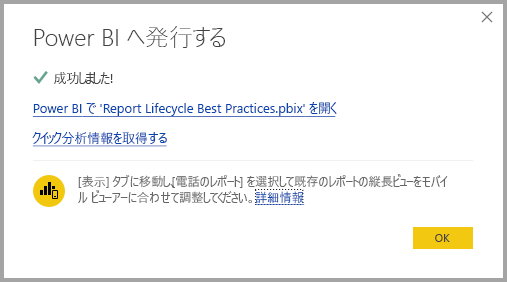 Power BI へ発行する
成功しました!
Power BI で 'Report Lifecycle Best Practices.pbix' を開く
クイック分析情報を取得する
[表示] タブに移動し、[電話のレポート] を選択して既存のレポートの縦長ビューをモバイ
ル ビューアーに合わせて調整してください。詳細情報
OK